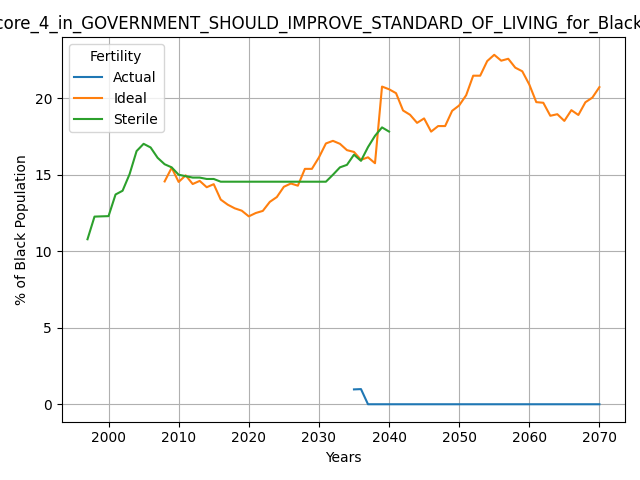 core_4_in_GOVERNMENT_SHOULD_IMPROVE_STANDARD_OF_LIVING_for_Black
Fertility
Actual
Ideal
Sterile
% of Black Population
20
15
10
5
0
2000 2010 2020 2030 2040 2050 2060 2070
Years